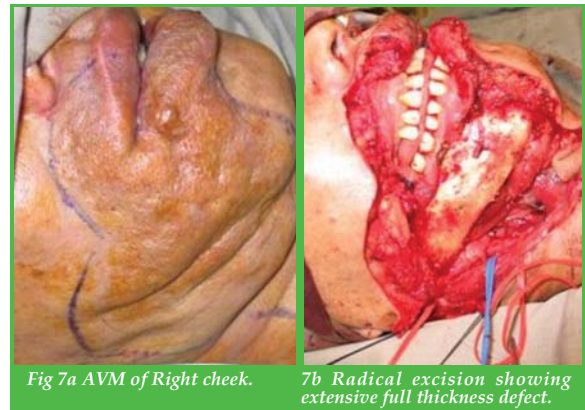 Fig 7a AVM of Right cheek.
7b Radical excision showing
extensive full thickness defect.